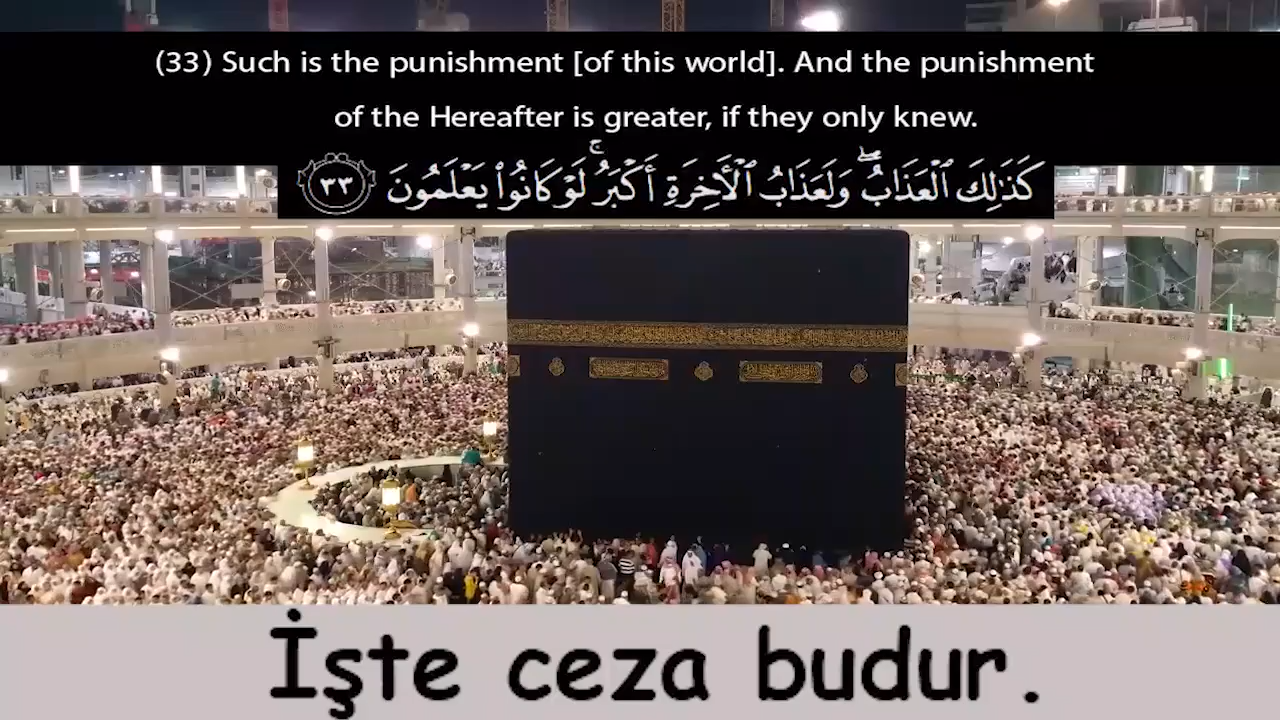 (33) Such is the punishment [of this world]. And the punishment
of the Hereafter is greater, if they only knew.
كَذَٰلِكَ ٱلْعَذَابُ ۖ وَلَعَذَابُ ٱلْـَٔاخِرَةِ أَكْبَرُ ۚ لَوْ كَانُوا۟ يَعْلَمُونَ ٣٣
İşte ceza budur.